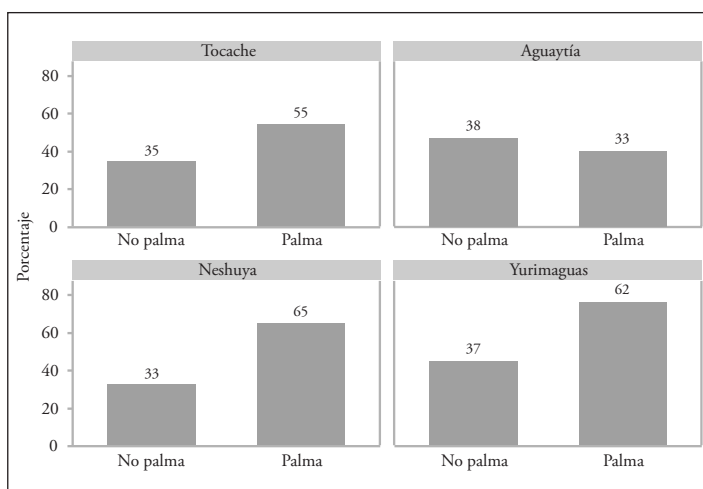 Tocache
Aguaytía
80
60
40
20
0
35
55
38
33
No palma
Palma
No palma
Palma
Porcentaje
Neshuya
Yurimaguas
80
60
40
20
0
33
65
37
62
No palma
Palma
No palma
Palma